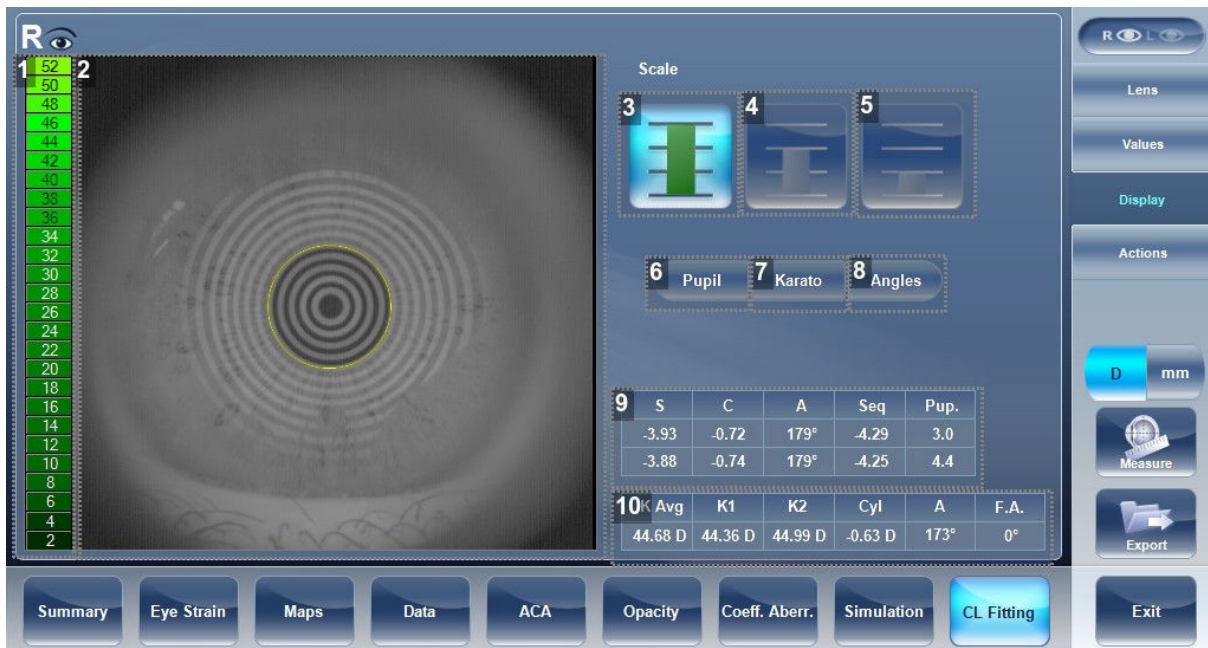 R
R L
1
52
50
48
46
44
42
40
38
36
34
32
30
28
26
24
22
20
18
16
14
12
10
8
6
4
2
2
Scale
3
4
5
6 Pupil 7 Karato 8 Angles
9 S C A Seq Pup.
-3.93 -0.72 179° -4.29 3.0
-3.88 -0.74 179° -4.25 4.4
10 K Avg K1 K2 Cyl A F.A.
44.68 D 44.36 D 44.99 D -0.63 D 173° 0°
Lens
Values
Display
Actions
D mm
Measure
Export
Summary Eye Strain Maps Data ACA Opacity Coeff. Aberr. Simulation CL Fitting Exit